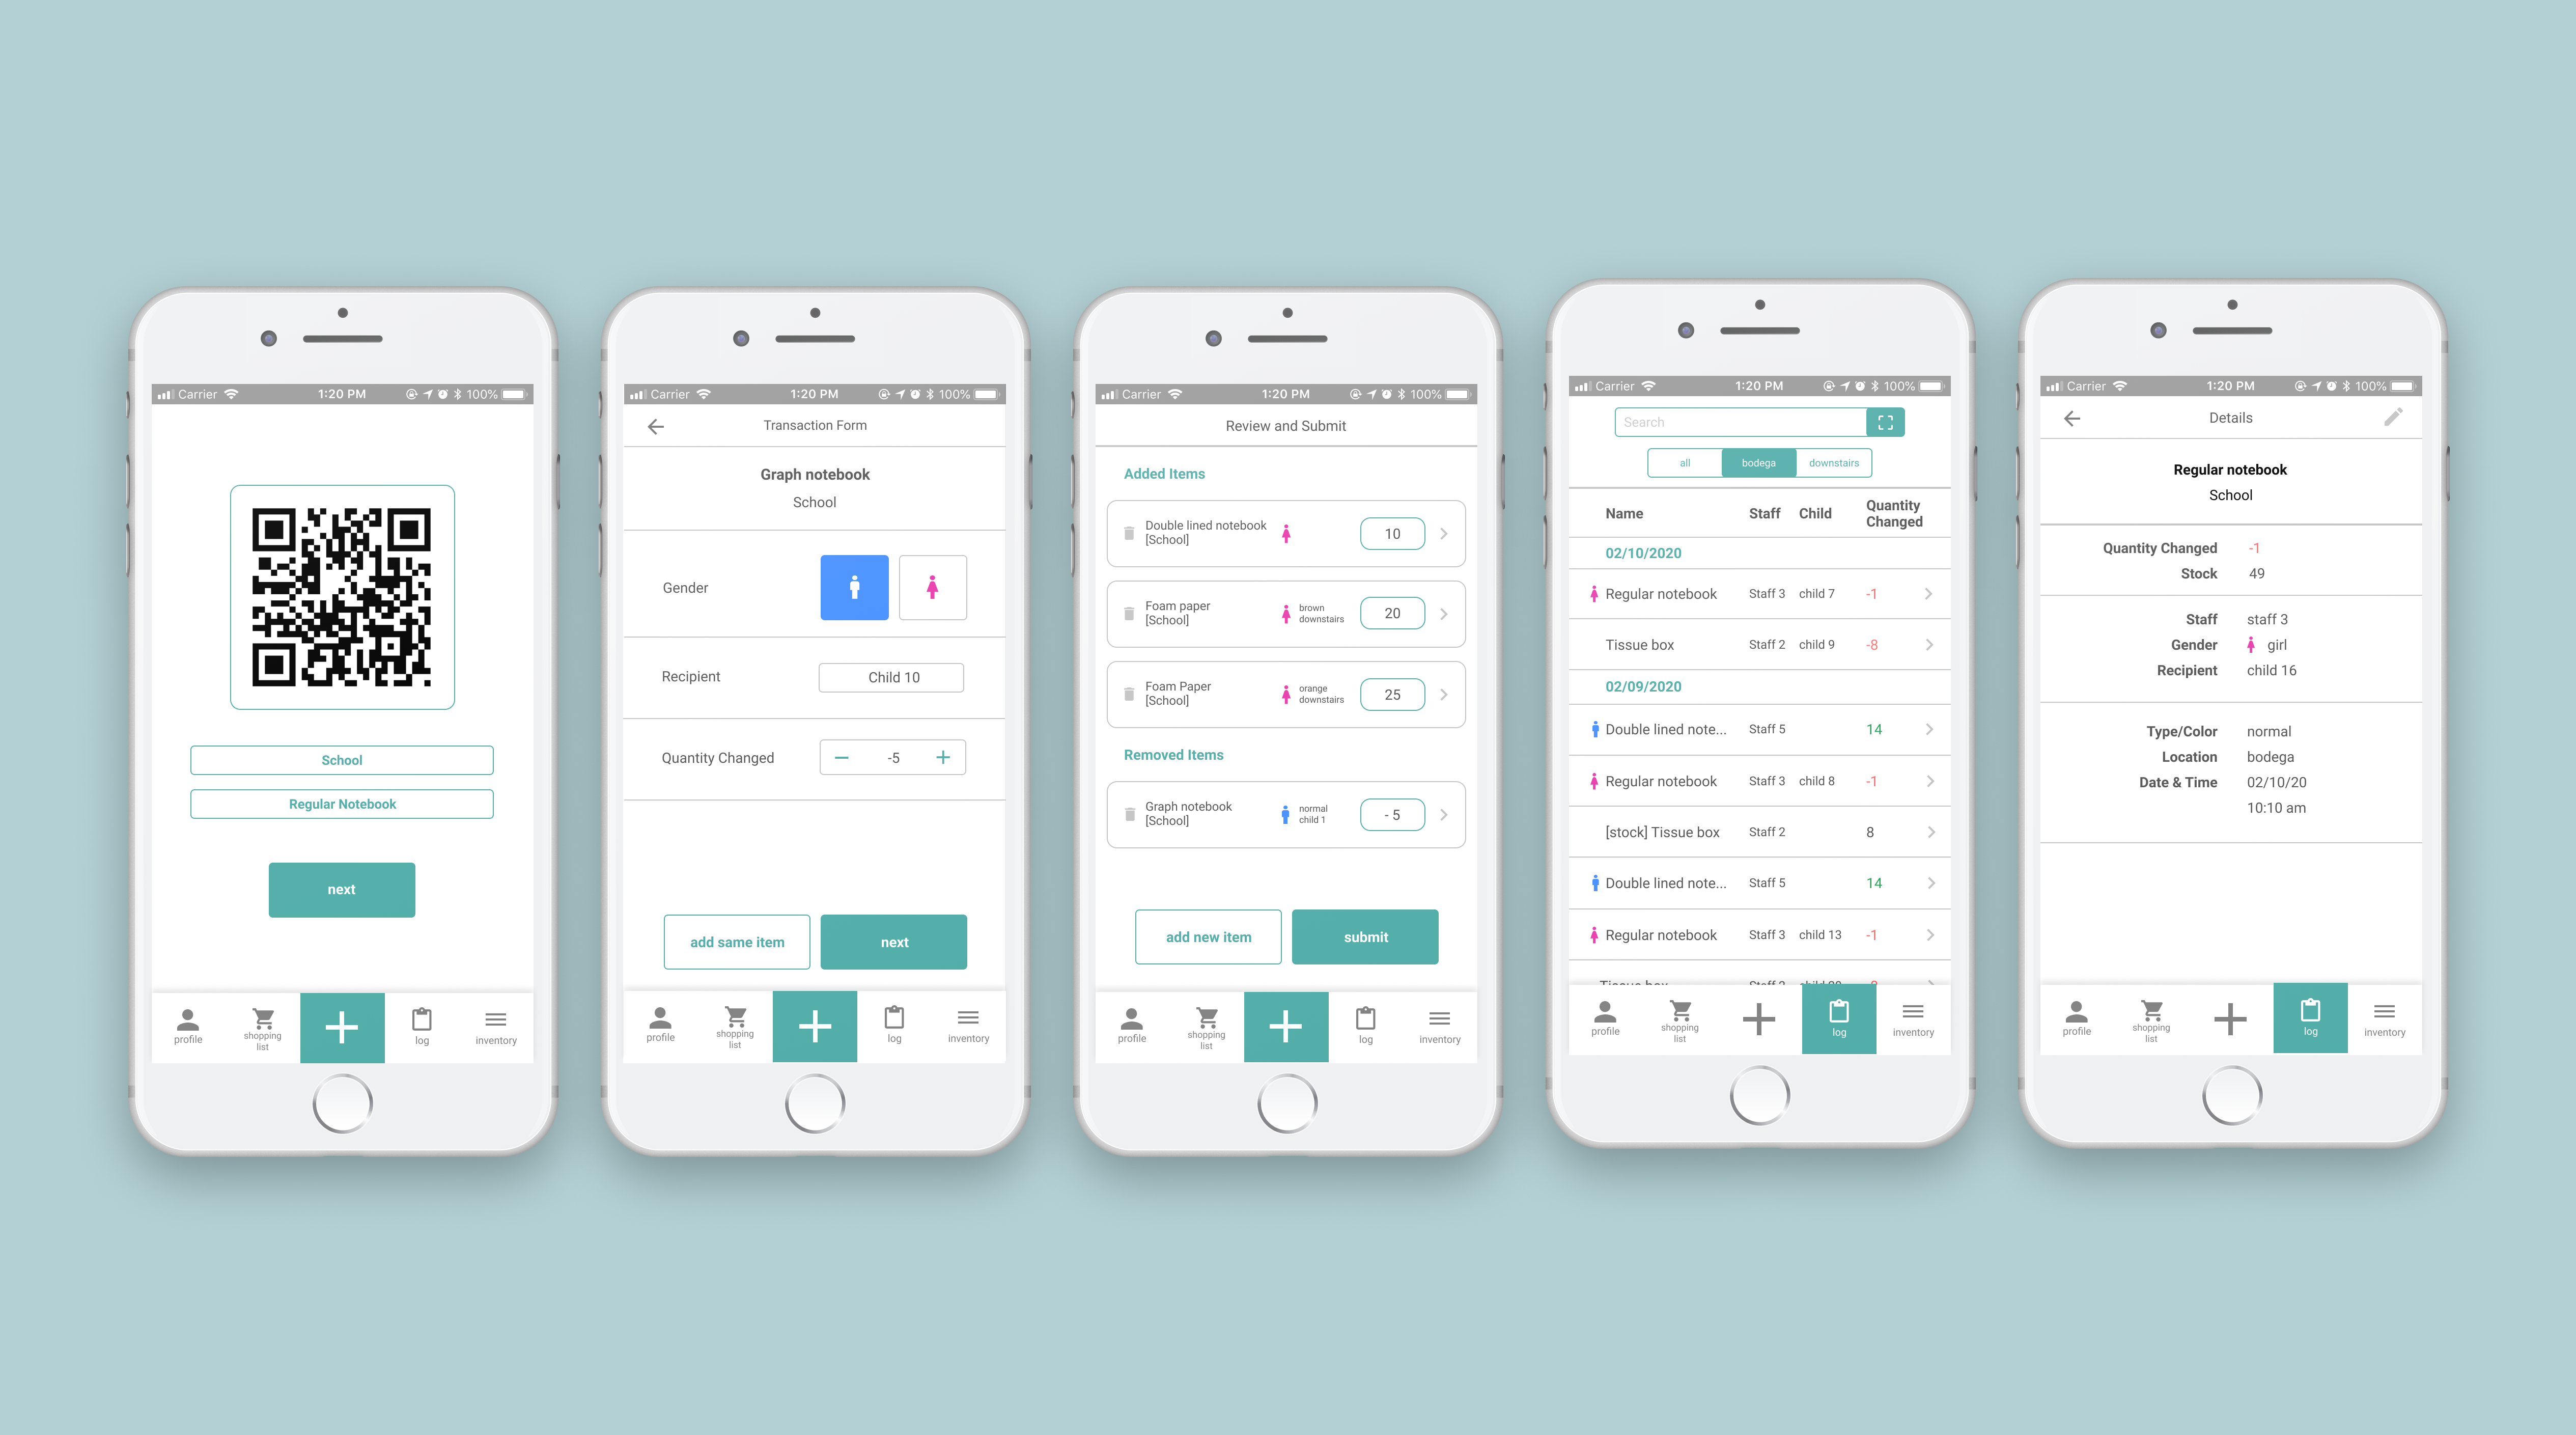 Carrier 1:20 PM 100%
School
Regular Notebook
next
profile
shopping
list
log
inventory
Carrier 1:20 PM 100%
Transaction Form
Graph notebook
School
Gender
Recipient Child 10
Quantity Changed -5
add same item next
profile
shopping
list
log
inventory
Carrier 1:20 PM 100%
Review and Submit
Added Items
Double lined notebook
[School]
10
Foam paper
[School]
brown
downstairs
20
Foam Paper
[School]
orange
downstairs
25
Removed Items
Graph notebook
[School]
normal
child 1
- 5
add new item submit
profile
shopping
list
log
inventory
Carrier 1:20 PM 100%
Search
all bodega downstairs
Name Staff Child Quantity
Changed
02/10/2020
Regular notebook Staff 3 child 7 -1
Tissue box Staff 2 child 9 -8
02/09/2020
Double lined note... Staff 5 14
Regular notebook Staff 3 child 8 -1
[stock] Tissue box Staff 2 8
Double lined note... Staff 5 14
Regular notebook Staff 3 child 13 -1
Tissue box
profile
shopping
list
log
inventory
Carrier 1:20 PM 100%
Details
Regular notebook
School
Quantity Changed -1
Stock 49
Staff staff 3
Gender girl
Recipient child 16
Type/Color normal
Location bodega
Date & Time 02/10/20
10:10 am
profile
shopping
list
log
inventory